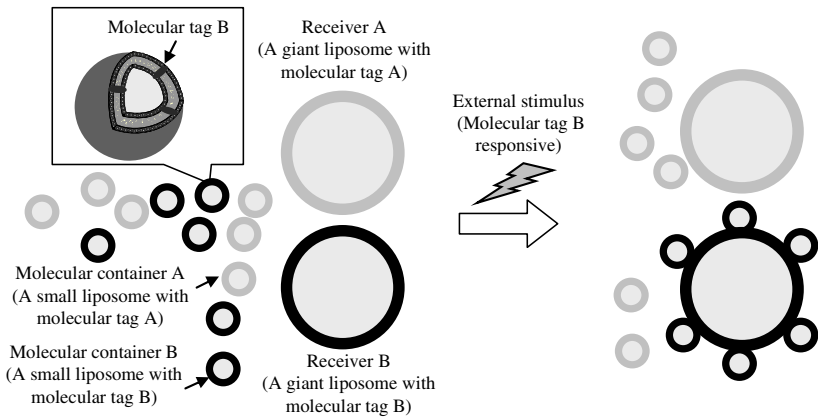 Molecular tag B
Receiver A
(A giant liposome with
molecular tag A)
External stimulus
(Molecular tag B
responsive)
Molecular container A
(A small liposome with
molecular tag A)
Molecular container B
(A small liposome with
molecular tag B)
Receiver B
(A giant liposome with
molecular tag B)